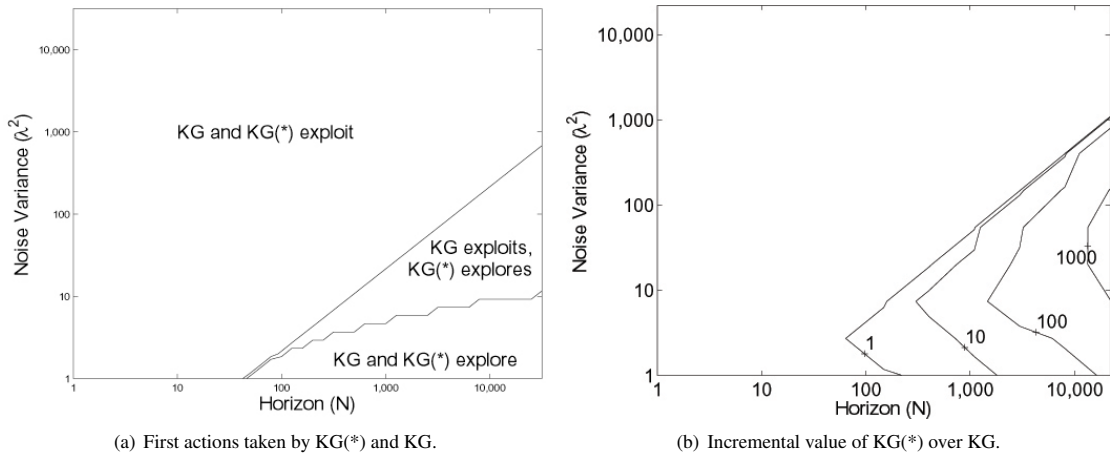 10,000
1,000
100
10
1
Noise Variance (λ²)
KG and KG(*) exploit
KG exploits,
KG(*) explores
KG and KG(*) explore
1 10 100 1,000 10,000
Horizon (N)
(a) First actions taken by KG(*) and KG.
10,000
1,000
100
10
1
Noise Variance (λ²)
1
10
100
1000
1 10 100 1,000 10,000
Horizon (N)
(b) Incremental value of KG(*) over KG.